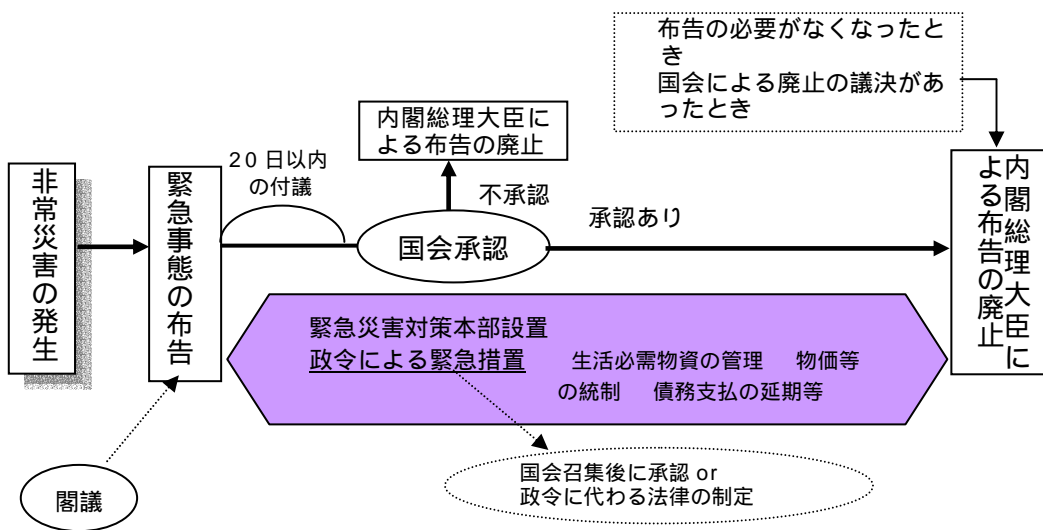 布告の必要がなくなったと
き
国会による廃止の議決があ
ったとき
内閣総理大臣に
よる布告の廃止
20 日以内
の付議
非常災害の発生
緊急事態の布告
不承認
国会承認
承認あり
内閣総理大臣に
よる布告の廃止
緊急災害対策本部設置
政令による緊急措置 生活必需物資の管理 物価等
の統制 債務支払の延期等
閣議
国会召集後に承認 or
政令に代わる法律の制定